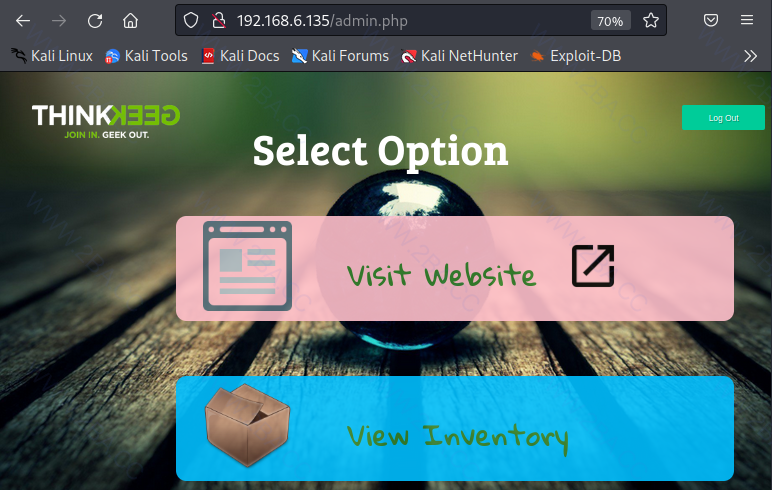 192.168.6.135/admin.php 70%
Kali Linux Kali Tools Kali Docs Kali Forums Kali NetHunter Exploit-DB
THINKGEEK
JOIN IN. GEEK OUT.
Log Out
Select Option
Visit Website
View Inventory